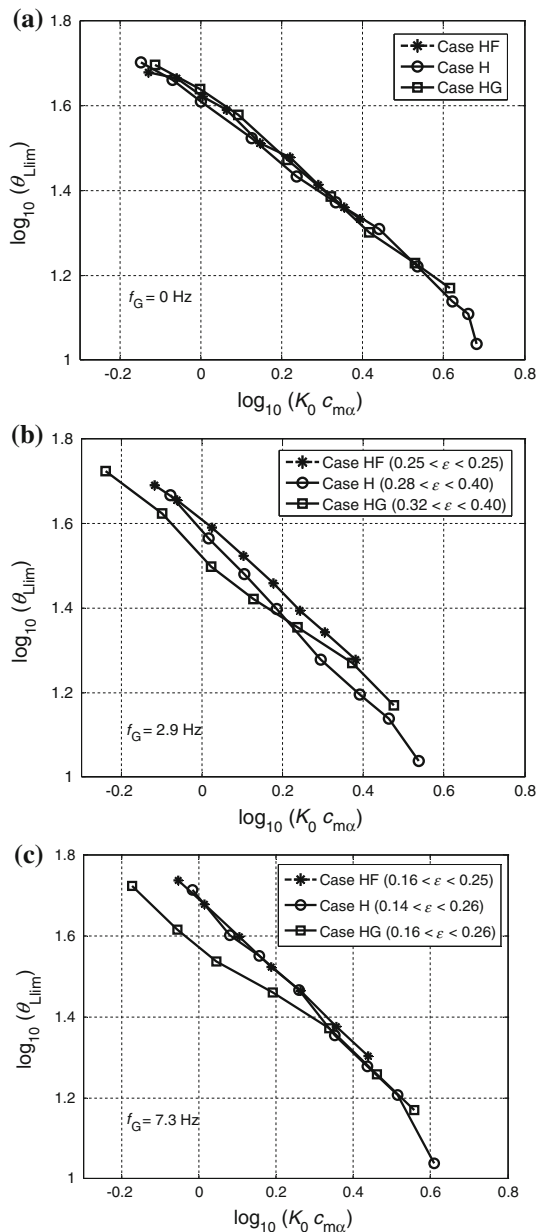 (a)
1.8
1.6
1.4
1.2
1
log10 (θLlim)
Case HF
Case H
Case HG
fG = 0 Hz
-0.2 0 0.2 0.4 0.6 0.8
log10 (K0 cmα)
(b)
1.8
1.6
1.4
1.2
1
log10 (θLlim)
Case HF (0.25 < ε < 0.25)
Case H (0.28 < ε < 0.40)
Case HG (0.32 < ε < 0.40)
fG = 2.9 Hz
-0.2 0 0.2 0.4 0.6 0.8
log10 (K0 cmα)
(c)
1.8
1.6
1.4
1.2
1
log10 (θLlim)
Case HF (0.16 < ε < 0.25)
Case H (0.14 < ε < 0.26)
Case HG (0.16 < ε < 0.26)
fG = 7.3 Hz
-0.2 0 0.2 0.4 0.6 0.8
log10 (K0 cmα)